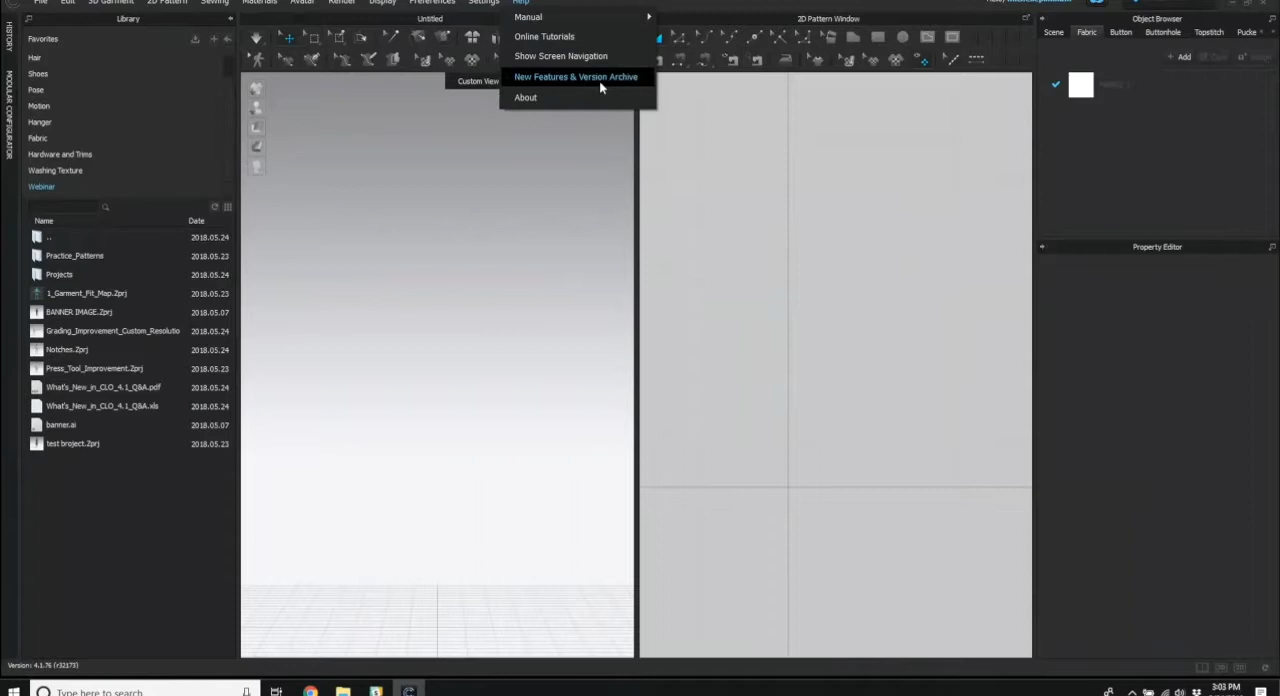 File Edit 3D Garment 2D Pattern Sewing Materials Avatar Render Display Preferences Settings Help
HISTORY
MODULAR CONFIGURATOR
Library
Favorites
Hair
Shoes
Pose
Motion
Hanger
Fabric
Hardware and Trims
Washing Texture
Webinar
Name Date
.. 2018.05.24
Practice_Patterns 2018.05.23
Projects 2018.05.24
1_Garment_Fit_Map.Zprj 2018.05.23
BANNER IMAGE.Zprj 2018.05.07
Grading_Improvement_Custom_Resolutio 2018.05.24
Notches.Zprj 2018.05.24
Press_Tool_Improvement.Zprj 2018.05.23
What's_New_in_CLO_4.1_Q&A.pdf 2018.05.24
What's_New_in_CLO_4.1_Q&A.xls 2018.05.24
banner.ai 2018.05.07
test broject.Zprj 2018.05.23
Version: 4.1.76 (r32173)
Untitled
Manual
Online Tutorials
Show Screen Navigation
New Features & Version Archive
About
Custom View
2D Pattern Window
Object Browser
Scene Fabric Button Buttonhole Topstitch Pucke
+ Add
Property Editor
Type here to search
3:03 PM